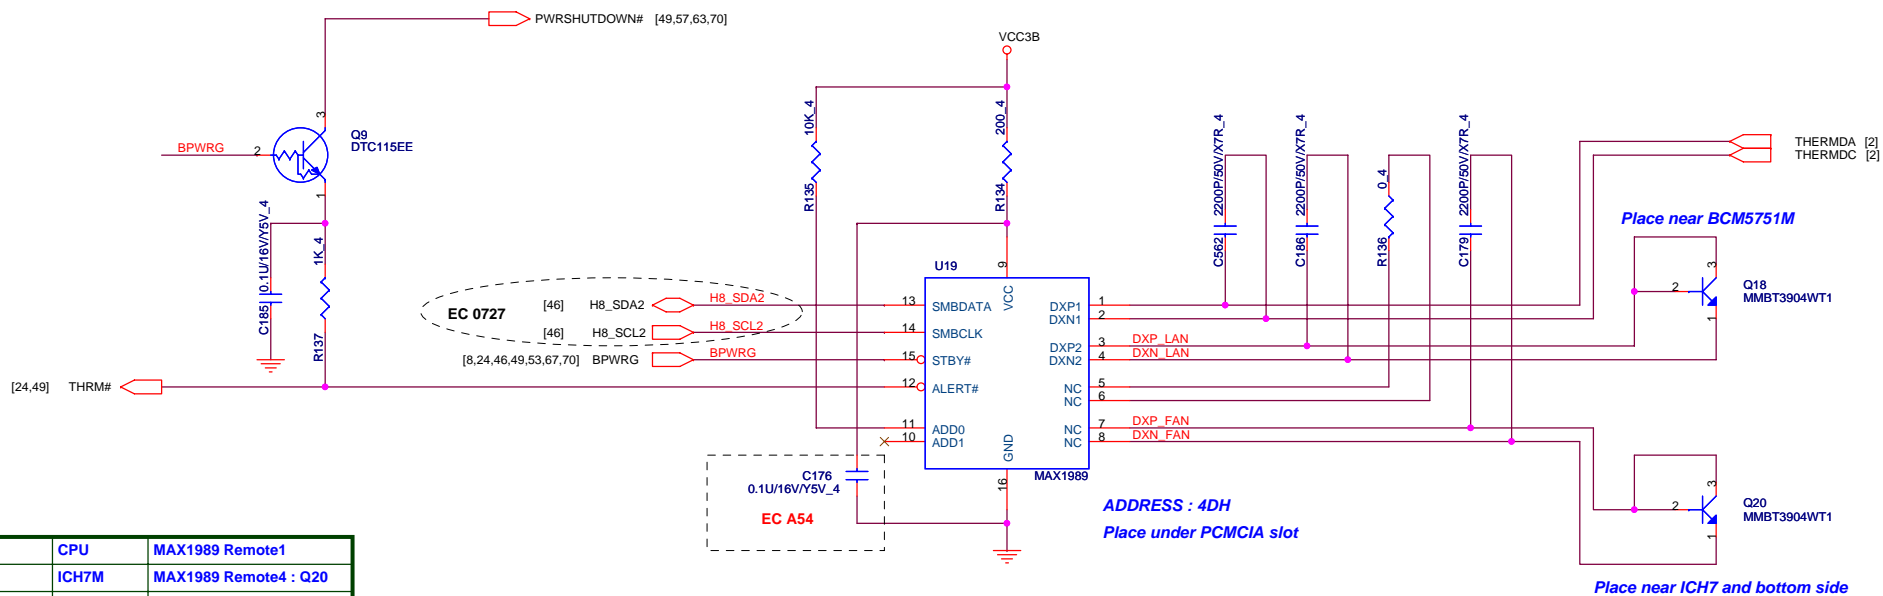 PWRSHUTDOWN# [49,57,63,70]
VCC3B
3
Q9
DTC115EE
BPWRG
2
1
10K_4
R135
200_4
R134
2200P/50V/X7R_4
C562
2200P/50V/X7R_4
C186
0_4
R136
2200P/50V/X7R_4
C179
THERMDA [2]
THERMDC [2]
Place near BCM5751M
C185
0.1U/16V/Y5V_4
1K_4
R137
U19
9
VCC
EC 0727
[46] H8_SDA2
H8_SDA2
13
SMBDATA
[46] H8_SCL2
H8_SCL2
14
SMBCLK
[8,24,46,49,53,67,70] BPWRG
BPWRG
15
STBY#
[24,49] THRM#
12
ALERT#
11
ADD0
10
ADD1
DXP1
1
DXN1
2
DXP2
3
DXP_LAN
DXN2
4
DXN_LAN
NC
5
NC
6
NC
7
DXP_FAN
NC
8
DXN_FAN
GND
16
MAX1989
3
2
1
Q18
MMBT3904WT1
C176
0.1U/16V/Y5V_4
EC A54
ADDRESS : 4DH
Place under PCMCIA slot
3
2
1
Q20
MMBT3904WT1
Place near ICH7 and bottom side
CPU MAX1989 Remote1
ICH7M MAX1989 Remote4 : Q20